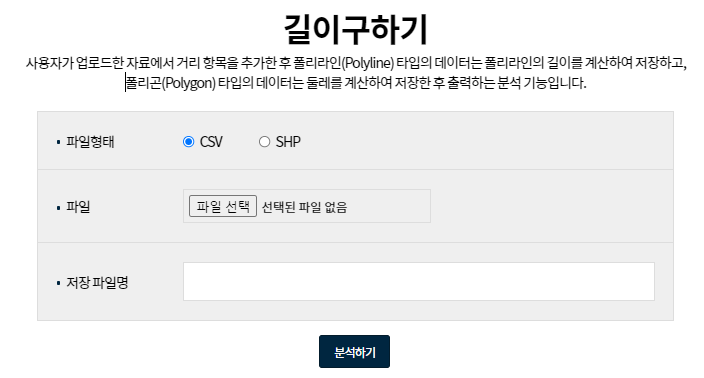 길이구하기
사용자가 업로드한 자료에서 거리 항목을 추가한 후 폴리라인(Polyline) 타입의 데이터는 폴리라인의 길이를 계산하여 저장하고,
폴리곤(Polygon) 타입의 데이터는 둘레를 계산하여 저장한 후 출력하는 분석 기능입니다.
파일형태 CSV SHP
파일 파일 선택 선택된 파일 없음
저장 파일명
분석하기